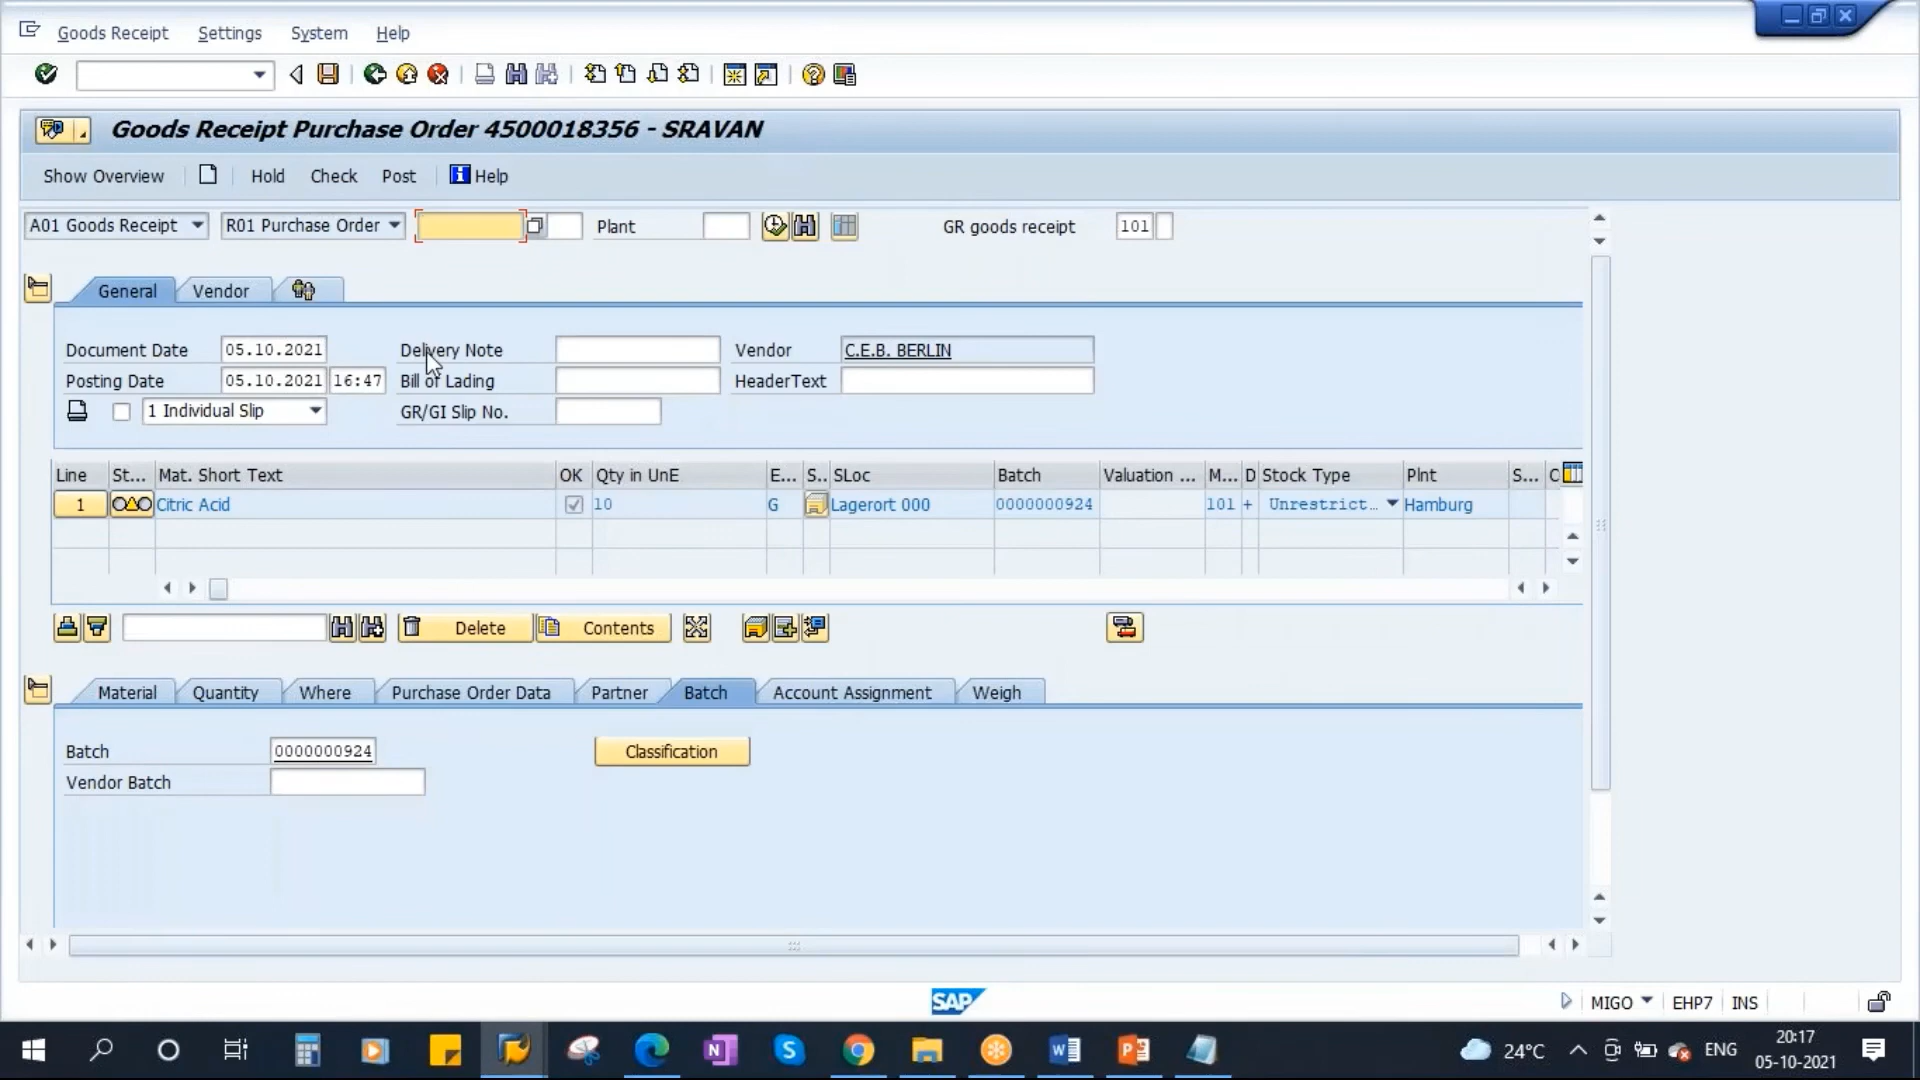 Goods Receipt Settings System Help
Goods Receipt Purchase Order 4500018356 - SRAVAN
Show Overview Hold Check Post Help
A01 Goods Receipt R01 Purchase Order Plant GR goods receipt 101
General Vendor
Document Date 05.10.2021 Delivery Note Vendor C.E.B. BERLIN
Posting Date 05.10.2021 16:47 Bill of Lading HeaderText
1 Individual Slip GR/GI Slip No.
Line St... Mat. Short Text OK Qty in UnE E... S.. SLoc Batch Valuation ... M... D Stock Type Plnt S...
1 Citric Acid 10 G Lagerort 000 0000000924 101 + Unrestrict... Hamburg
Delete Contents
Material Quantity Where Purchase Order Data Partner Batch Account Assignment Weigh
Batch 0000000924 Classification
Vendor Batch
SAP MIGO EHP7 INS
24°C ENG 20:17
05-10-2021